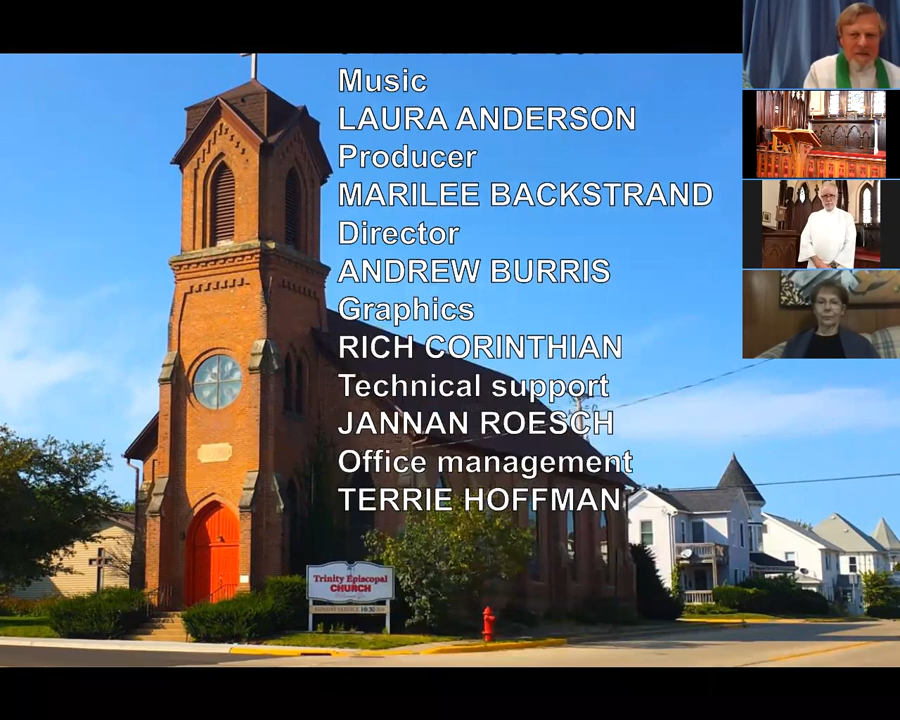 Music
LAURA ANDERSON
Producer
MARILEE BACKSTRAND
Director
ANDREW BURRIS
Graphics
RICH CORINTHIAN
Technical support
JANNAN ROESCH
Office management
TERRIE HOFFMAN
Trinity Episcopal
CHURCH